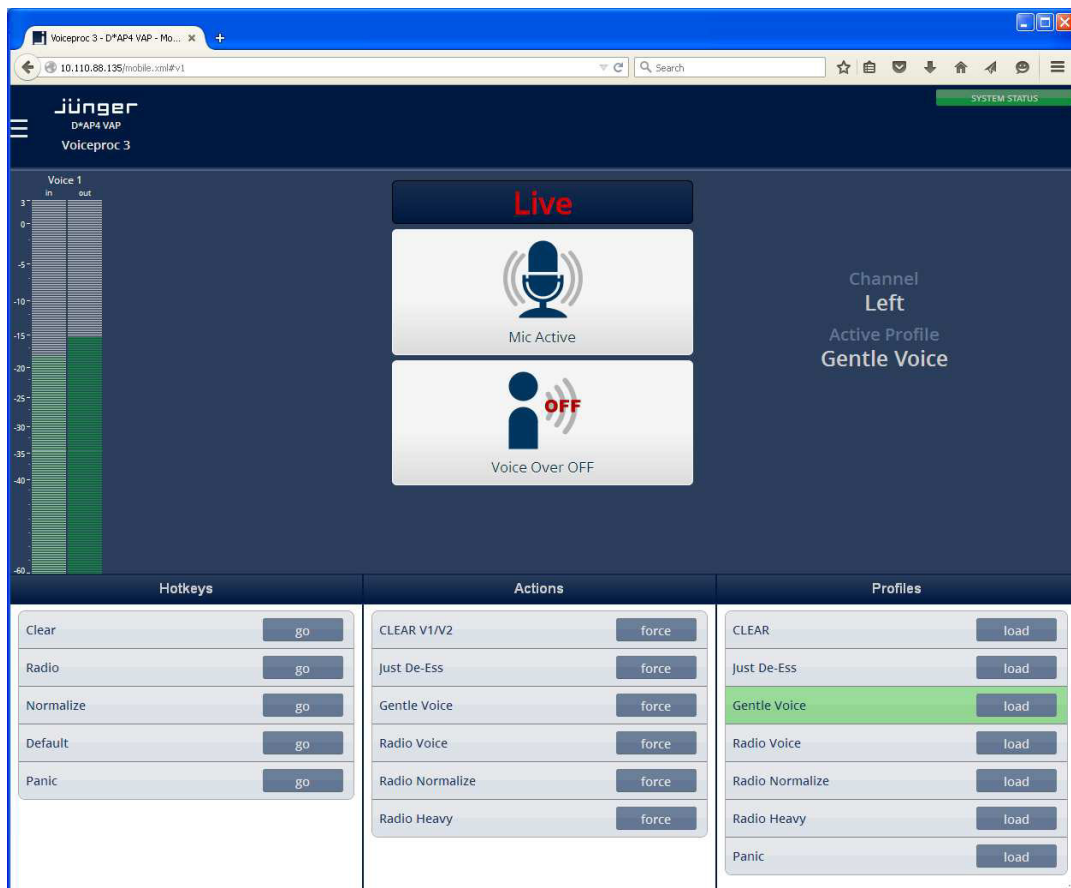 Voiceproc 3 - D*AP4 VAP - Mo...
10.110.88.135/mobile.xml#v1
Search
jünger
D*AP4 VAP
Voiceproc 3
SYSTEM STATUS
Voice 1
in out
3
0
-5
-10
-15
-20
-25
-30
-35
-40
-60
Live
Mic Active
OFF
Voice Over OFF
Channel
Left
Active Profile
Gentle Voice
Hotkeys
Clear go
Radio go
Normalize go
Default go
Panic go
Actions
CLEAR V1/V2 force
Just De-Ess force
Gentle Voice force
Radio Voice force
Radio Normalize force
Radio Heavy force
Profiles
CLEAR load
Just De-Ess load
Gentle Voice load
Radio Voice load
Radio Normalize load
Radio Heavy load
Panic load